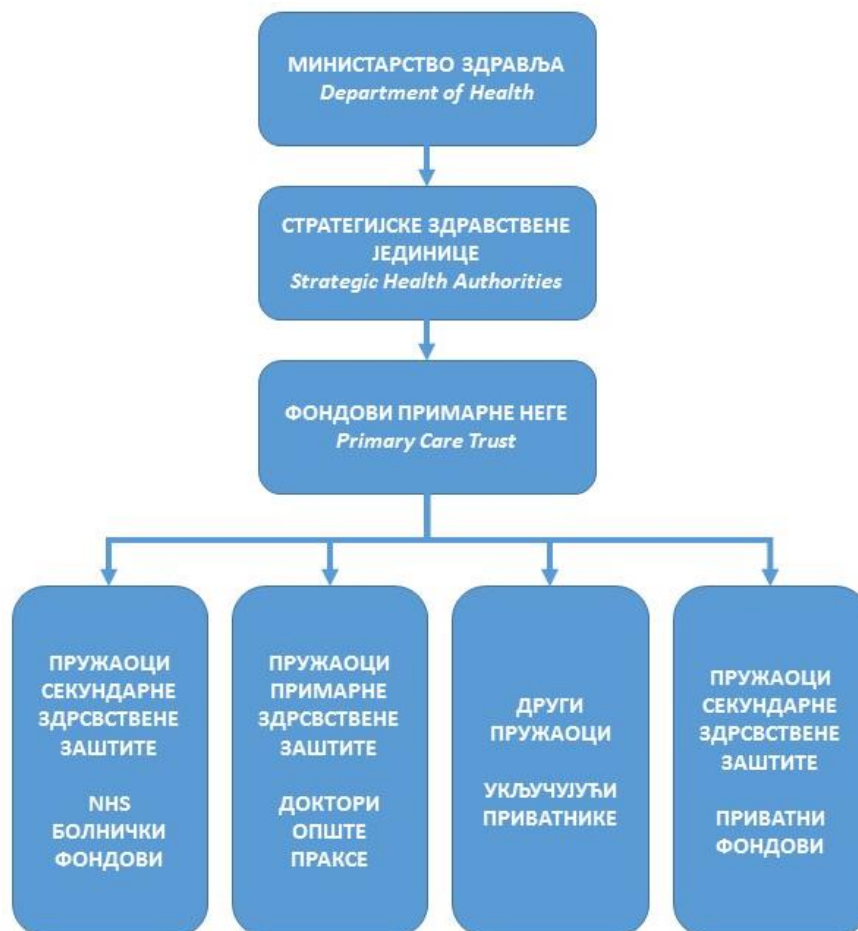 МИНИСТАРСТВО ЗДРАВЉА
Department of Health
СТРАТЕГИЈСКЕ ЗДРАВСТВЕНЕ
ЈЕДИНИЦЕ
Strategic Health Authorities
ФОНДОВИ ПРИМАРНЕ НЕГЕ
Primary Care Trust
ПРУЖАОЦИ
СЕКУНДАРНЕ
ЗДРСВСТВЕНЕ
ЗАШТИТЕ
NHS
БОЛНИЧКИ
ФОНДОВИ
ПРУЖАОЦИ
ПРИМАРНЕ
ЗДРСВСТВЕНЕ
ЗАШТИТЕ
ДОКТОРИ
ОПШТЕ
ПРАКСЕ
ДРУГИ
ПРУЖАОЦИ
УКЉУЧУЈУЋИ
ПРИВАТНИКЕ
ПРУЖАОЦИ
СЕКУНДАРНЕ
ЗДРСВСТВЕНЕ
ЗАШТИТЕ
ПРИВАТНИ
ФОНДОВИ